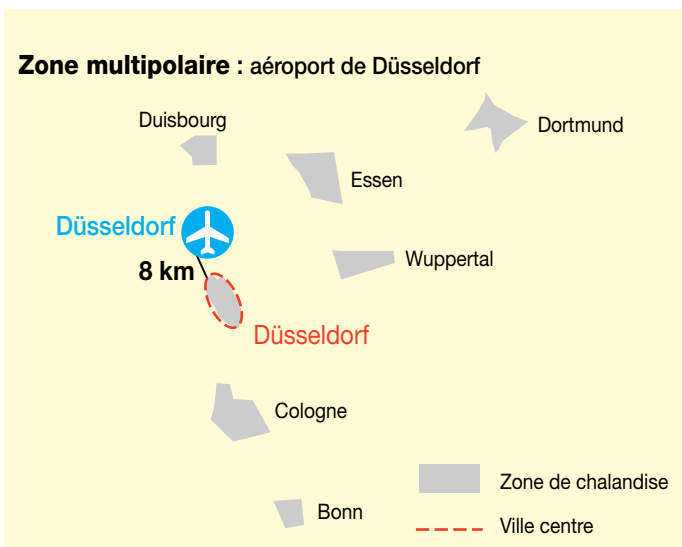 Zone multipolaire : aéroport de Düsseldorf
Duisbourg
Dortmund
Essen
Düsseldorf
Wuppertal
8 km
Düsseldorf
Cologne
Zone de chalandise
Bonn
Ville centre